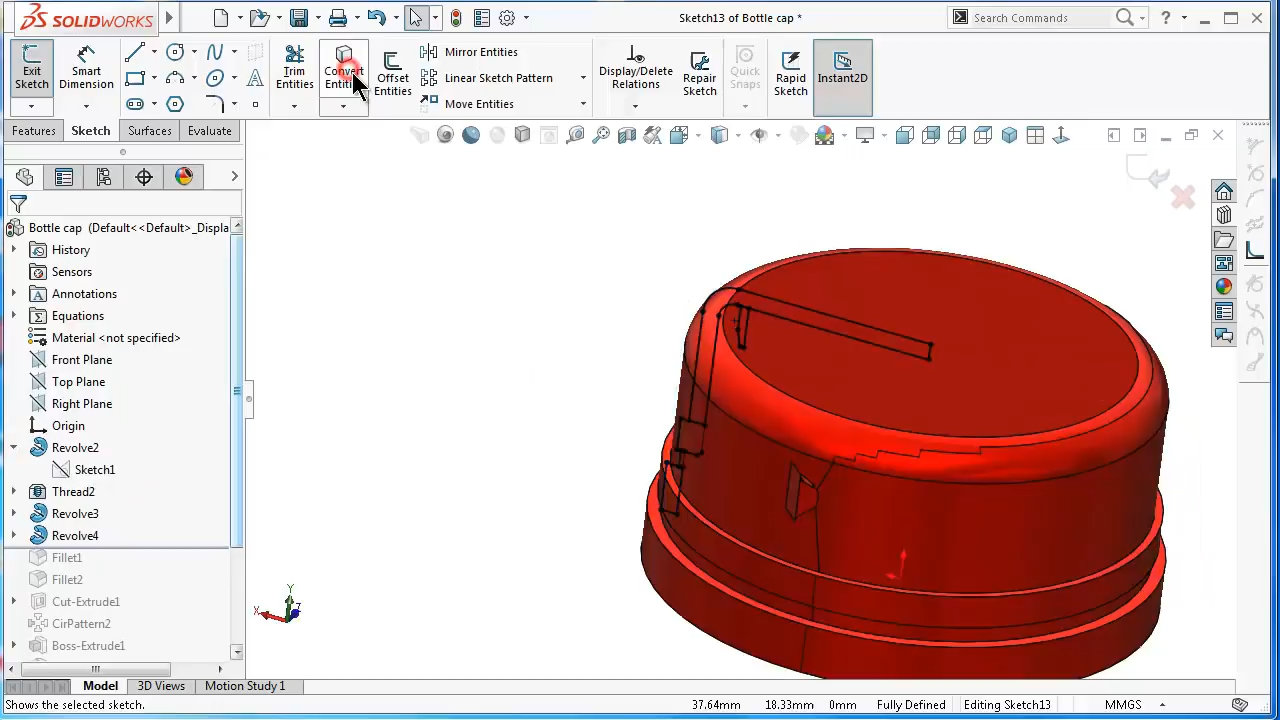 SOLIDWORKS
Sketch13 of Bottle cap *
Search Commands
?
Exit Sketch
Smart Dimension
Trim Entities
Convert Entities
Offset Entities
Mirror Entities
Linear Sketch Pattern
Move Entities
Display/Delete Relations
Repair Sketch
Quick Snaps
Rapid Sketch
Instant2D
Features
Sketch
Surfaces
Evaluate
Bottle cap (Default<<Default>_Displa
History
Sensors
Annotations
Equations
Material <not specified>
Front Plane
Top Plane
Right Plane
Origin
Revolve2
Sketch1
Thread2
Revolve3
Revolve4
Fillet1
Fillet2
Cut-Extrude1
CirPattern2
Boss-Extrude1
Y
X
Z
Model
3D Views
Motion Study 1
Shows the selected sketch.
37.64mm
18.33mm
0mm
Fully Defined
Editing Sketch13
MMGS